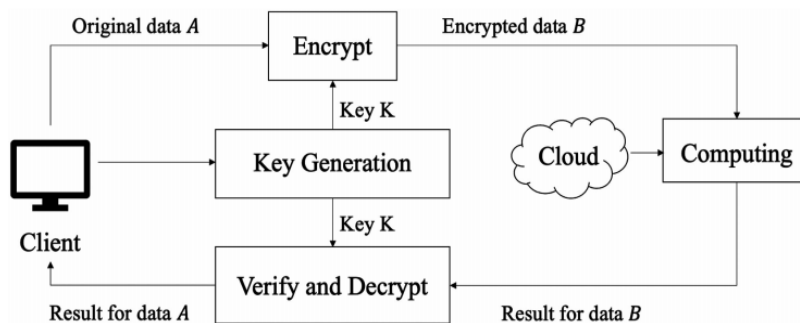 Original data A
Encrypt
Encrypted data B
Key K
Key Generation
Cloud
Computing
Key K
Client
Verify and Decrypt
Result for data A
Result for data B